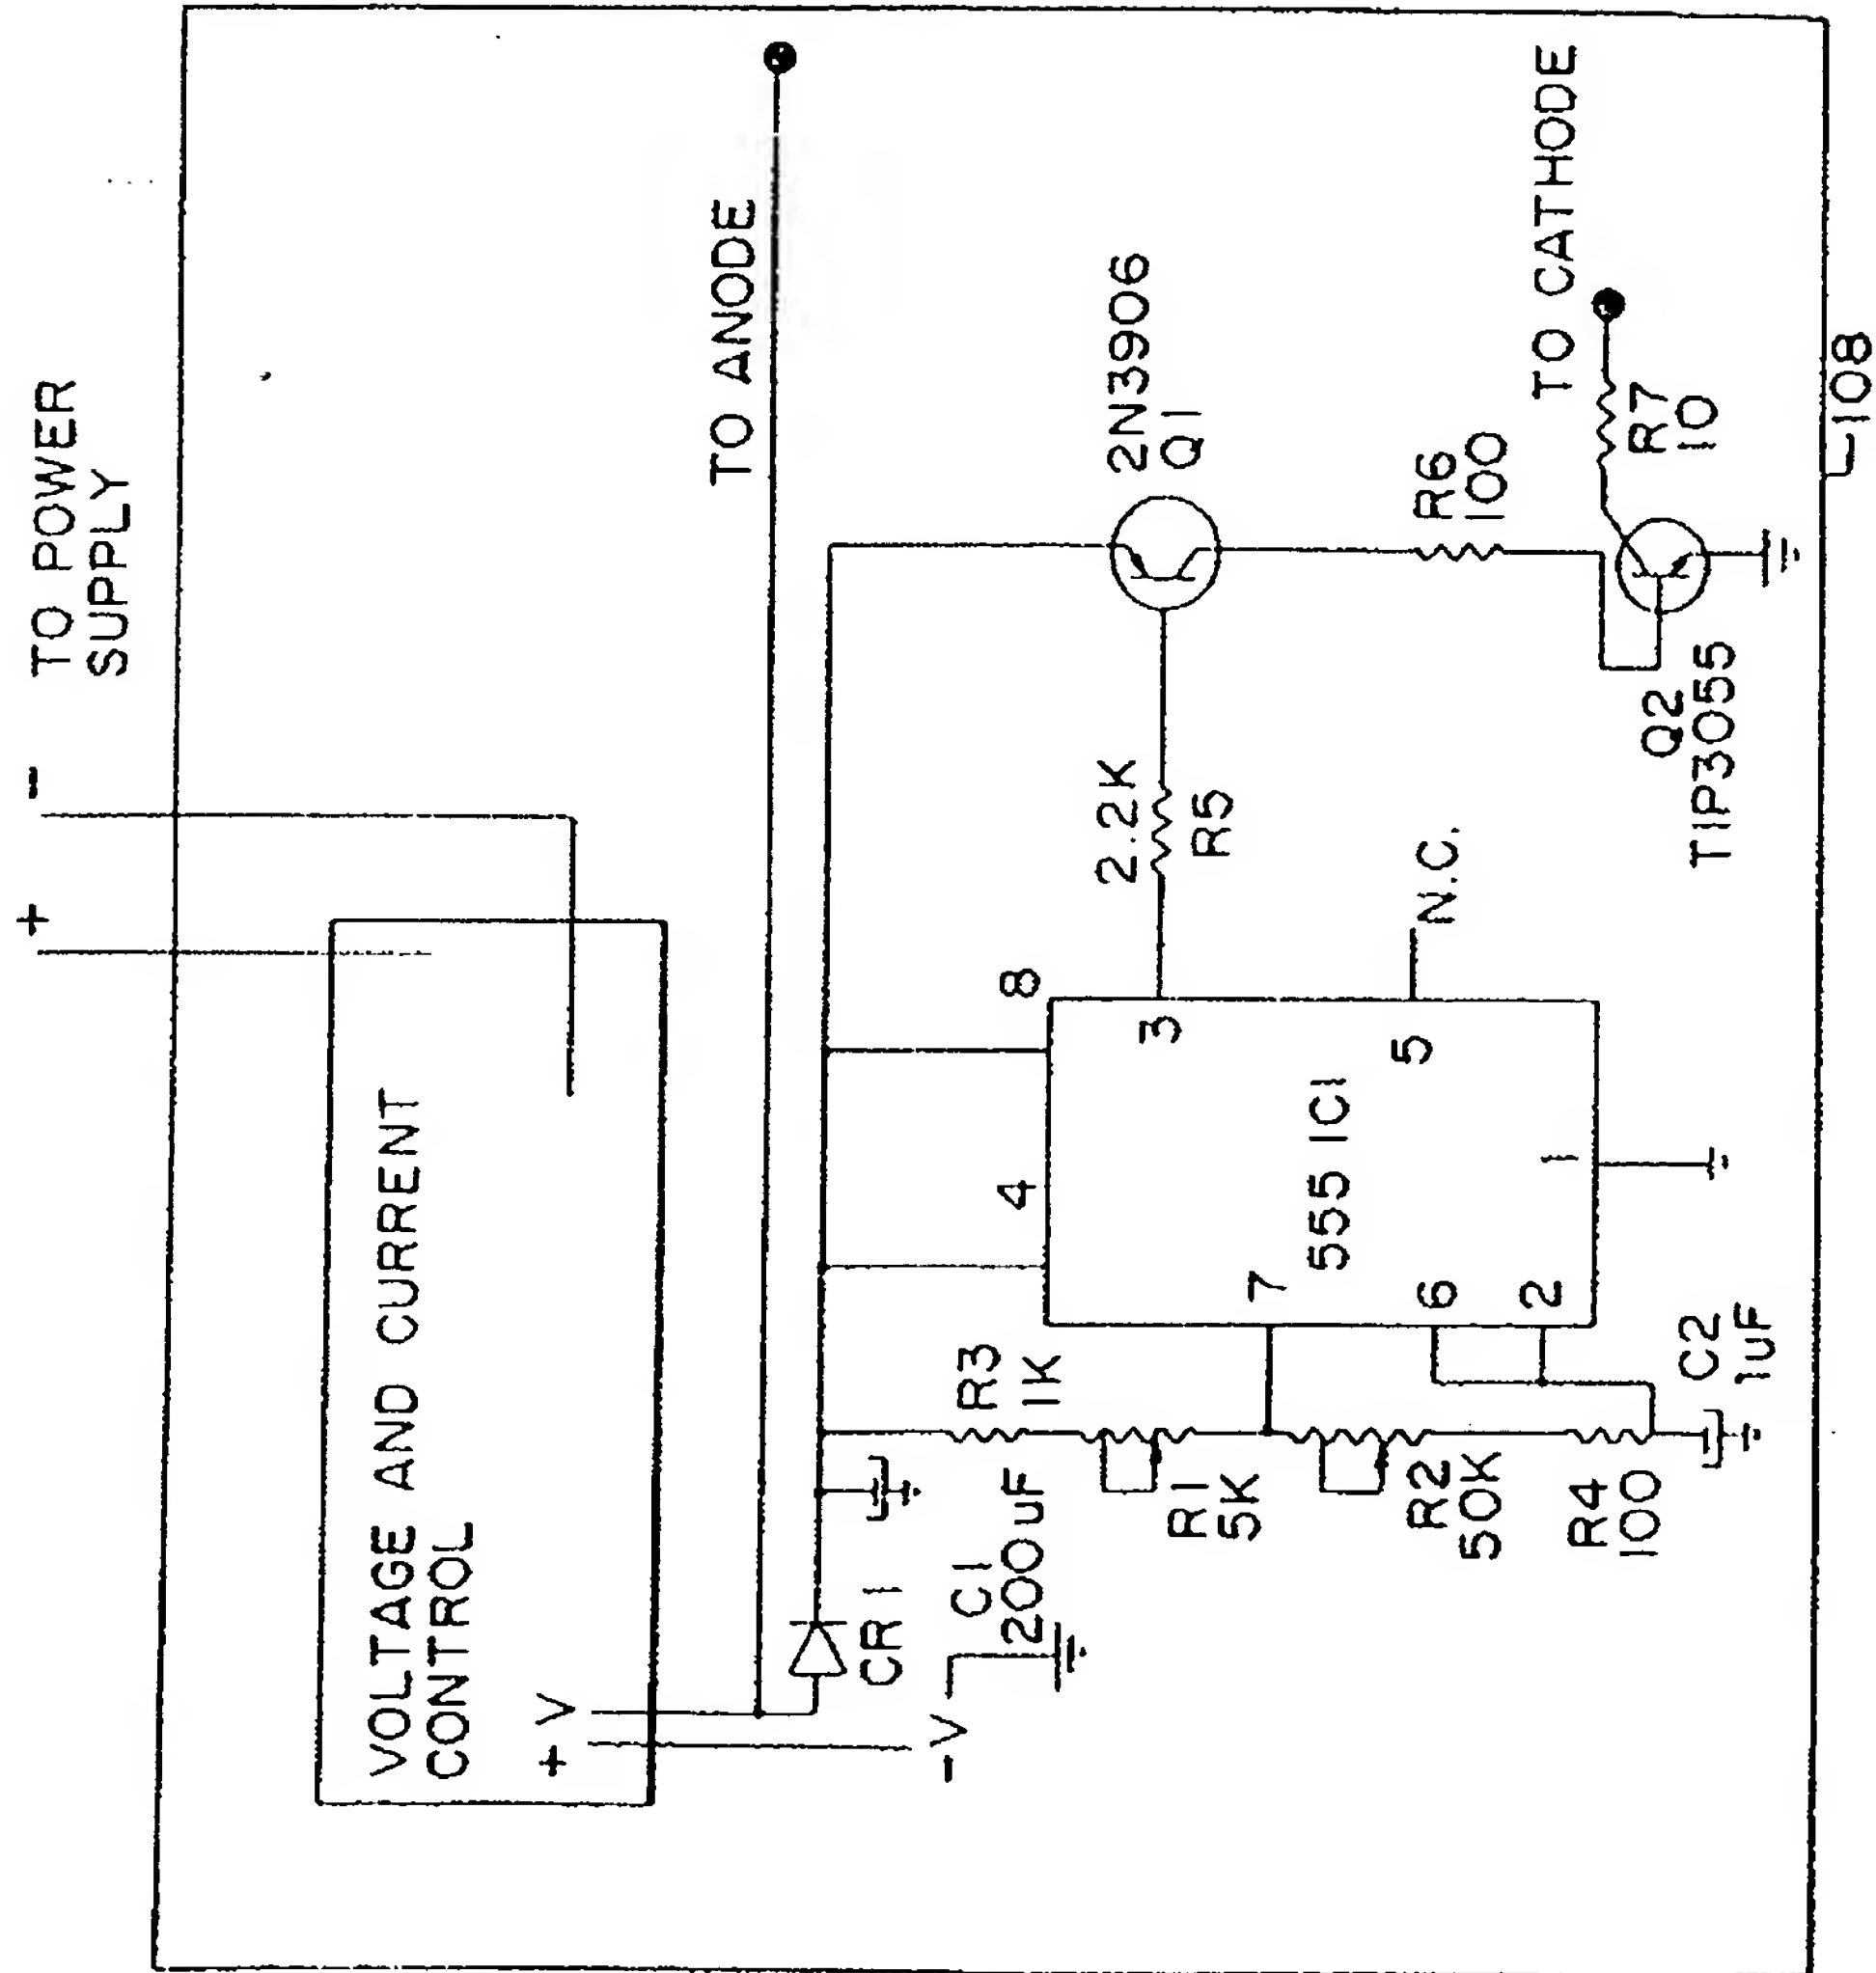 TO POWER
SUPPLY
+
-
VOLTAGE AND CURRENT
CONTROL
+ V
-V
TO ANODE
CR1
C1
200uF
R3
1K
R1
5K
R2
50K
R4
100
C2
1uF
4
8
7
6
2
3
5
1
555 IC1
N.C.
2.2K
R5
2N3906
Q1
R6
100
TO CATHODE
R7
10
Q2
TIP3055
108